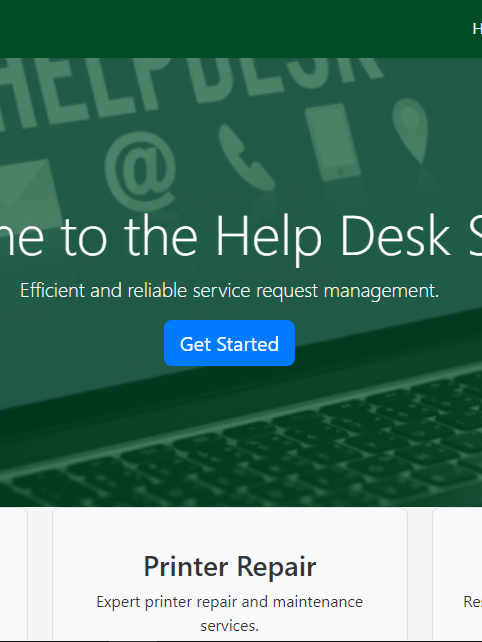 H
HELPDESK
@
me to the Help Desk S
Efficient and reliable service request management.
Get Started
Printer Repair
Expert printer repair and maintenance
Re
services.